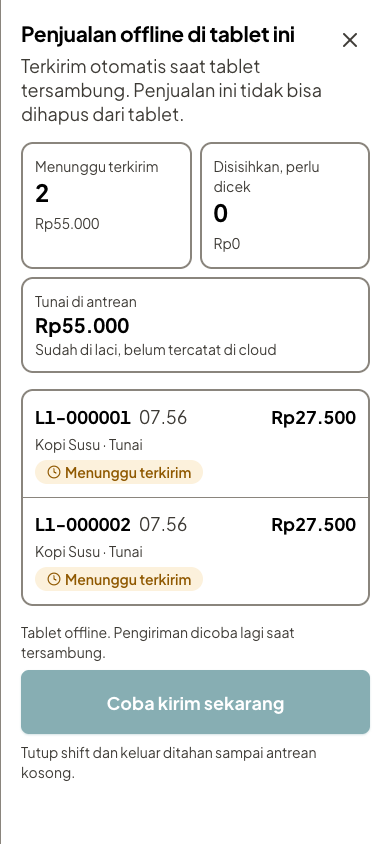 Penjualan offline di tablet ini
Terkirim otomatis saat tablet
tersambung. Penjualan ini tidak bisa
dihapus dari tablet.
Menunggu terkirim
2
Rp55.000
Disisihkan, perlu
dicek
0
Rp0
Tunai di antrean
Rp55.000
Sudah di laci, belum tercatat di cloud
L1-000001 07.56 Rp27.500
Kopi Susu · Tunai
Menunggu terkirim
L1-000002 07.56 Rp27.500
Kopi Susu · Tunai
Menunggu terkirim
Tablet offline. Pengiriman dicoba lagi saat
tersambung.
Coba kirim sekarang
Tutup shift dan keluar ditahan sampai antrean
kosong.